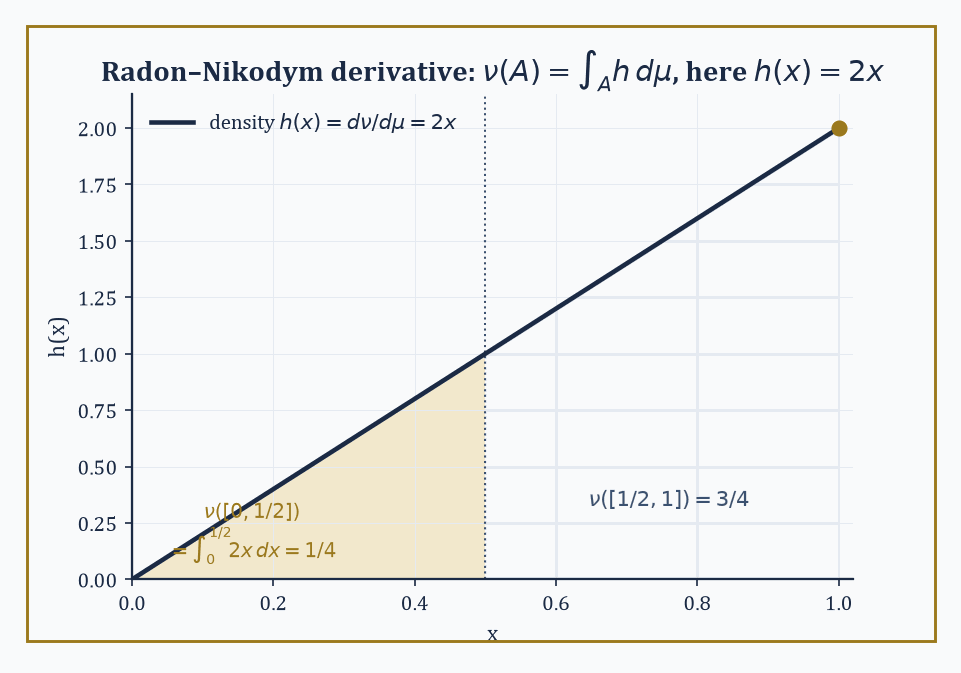 Radon–Nikodym derivative: ν(A) = ∫_A h dμ, here h(x) = 2x
density h(x) = dν/dμ = 2x
h(x)
2.00
1.75
1.50
1.25
1.00
0.75
0.50
0.25
0.00
ν([0, 1/2])
= ∫_0^{1/2} 2x dx = 1/4
ν([1/2, 1]) = 3/4
0.0 0.2 0.4 0.6 0.8 1.0
x